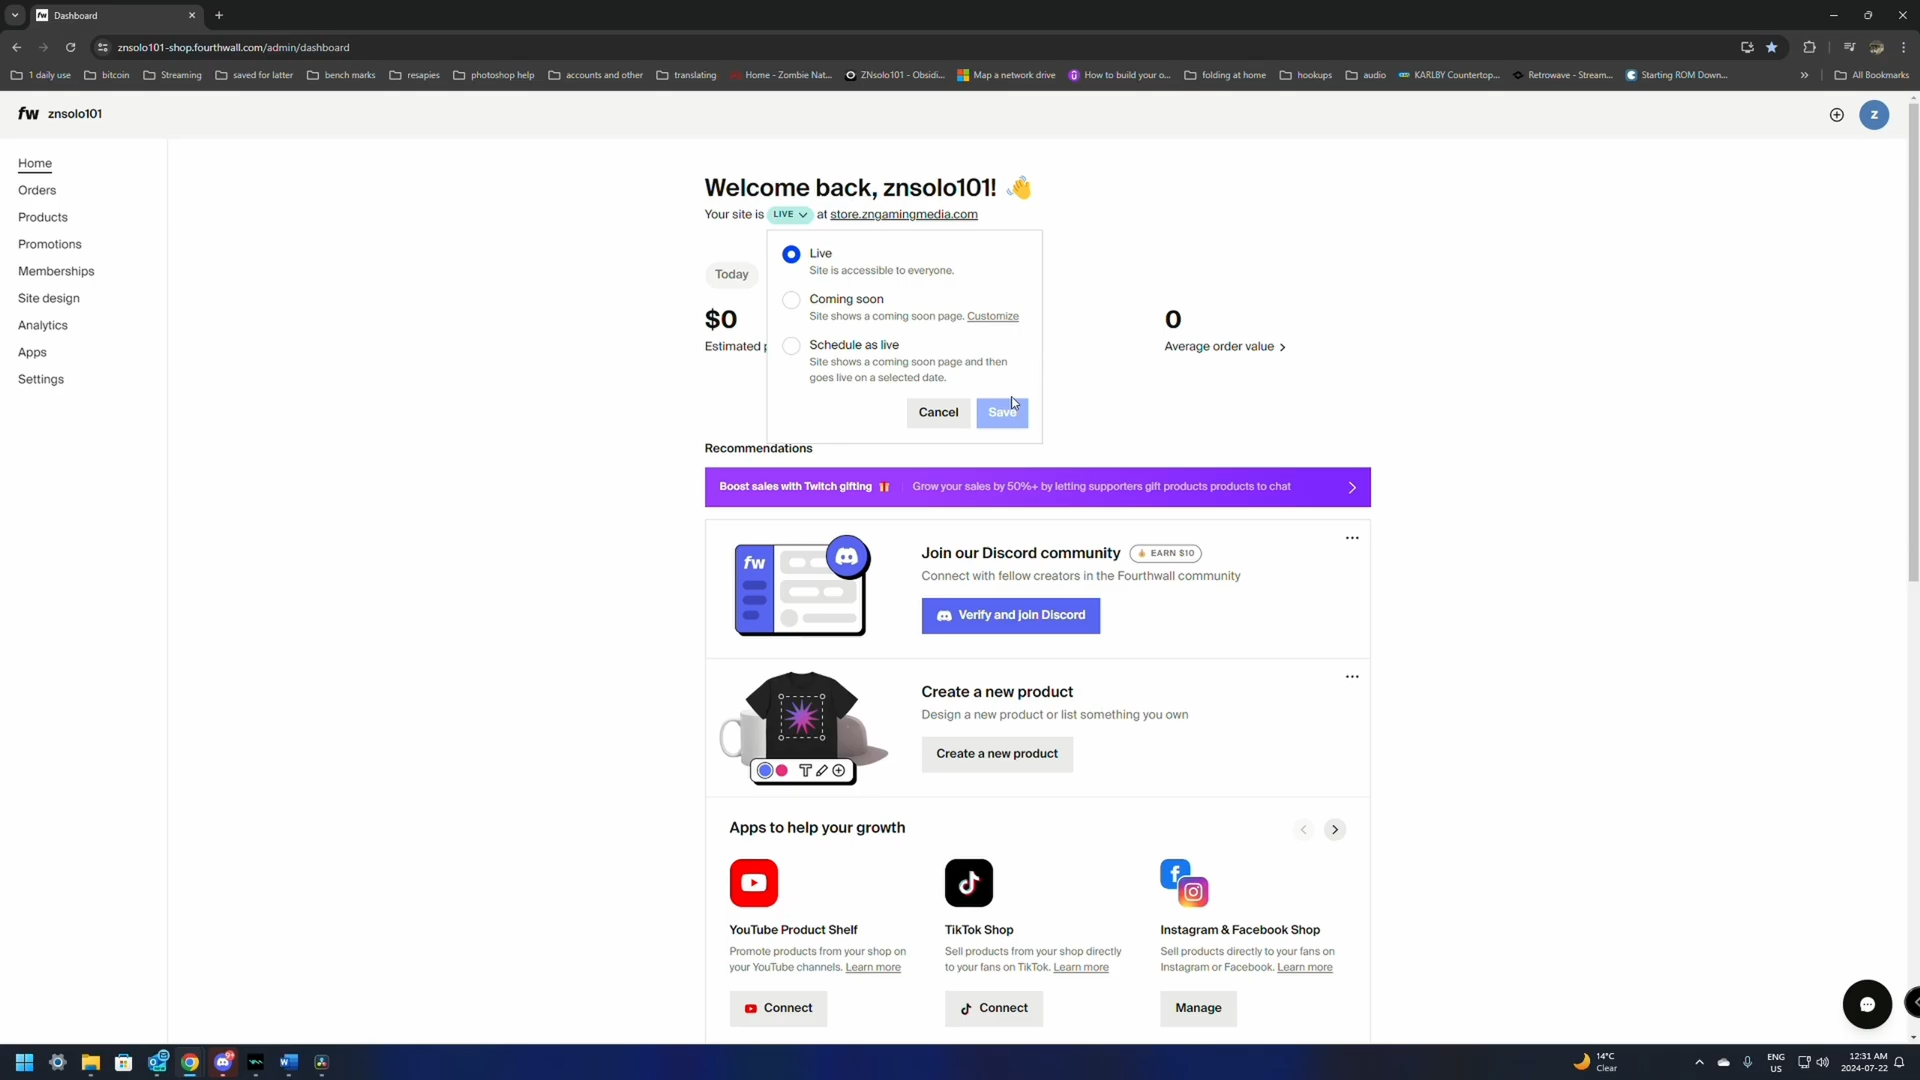 Dashboard
znsolo101-shop.fourthwall.com/admin/dashboard
1 daily use
bitcoin
Streaming
saved for latter
bench marks
resapies
photoshop help
accounts and other
translating
Home - Zombie Nat...
ZNsolo101 - Obsidi...
Map a network drive
How to build your o...
folding at home
hookups
audio
KARLBY Countertop...
Retrowave - Stream...
Starting ROM Down...
All Bookmarks
fw znsolo101
Z
Home
Orders
Products
Promotions
Memberships
Site design
Analytics
Apps
Settings
Welcome back, znsolo101! 👋
Your site is LIVE at store.zngamingmedia.com
Live
Site is accessible to everyone.
Coming soon
Site shows a coming soon page. Customize
Schedule as live
Site shows a coming soon page and then
goes live on a selected date.
Cancel
Save
Today
$0
Estimated
0
Average order value >
Recommendations
Boost sales with Twitch gifting
Grow your sales by 50%+ by letting supporters gift products products to chat
fw
Join our Discord community
EARN $10
Connect with fellow creators in the Fourthwall community
Verify and join Discord
T
Create a new product
Design a new product or list something you own
Create a new product
Apps to help your growth
YouTube Product Shelf
Promote products from your shop on
your YouTube channels. Learn more
Connect
TikTok Shop
Sell products from your shop directly
to your fans on TikTok. Learn more
Connect
Instagram & Facebook Shop
Sell products directly to your fans on
Instagram or Facebook. Learn more
Manage
14°C
Clear
ENG
US
12:31 AM
2024-07-22